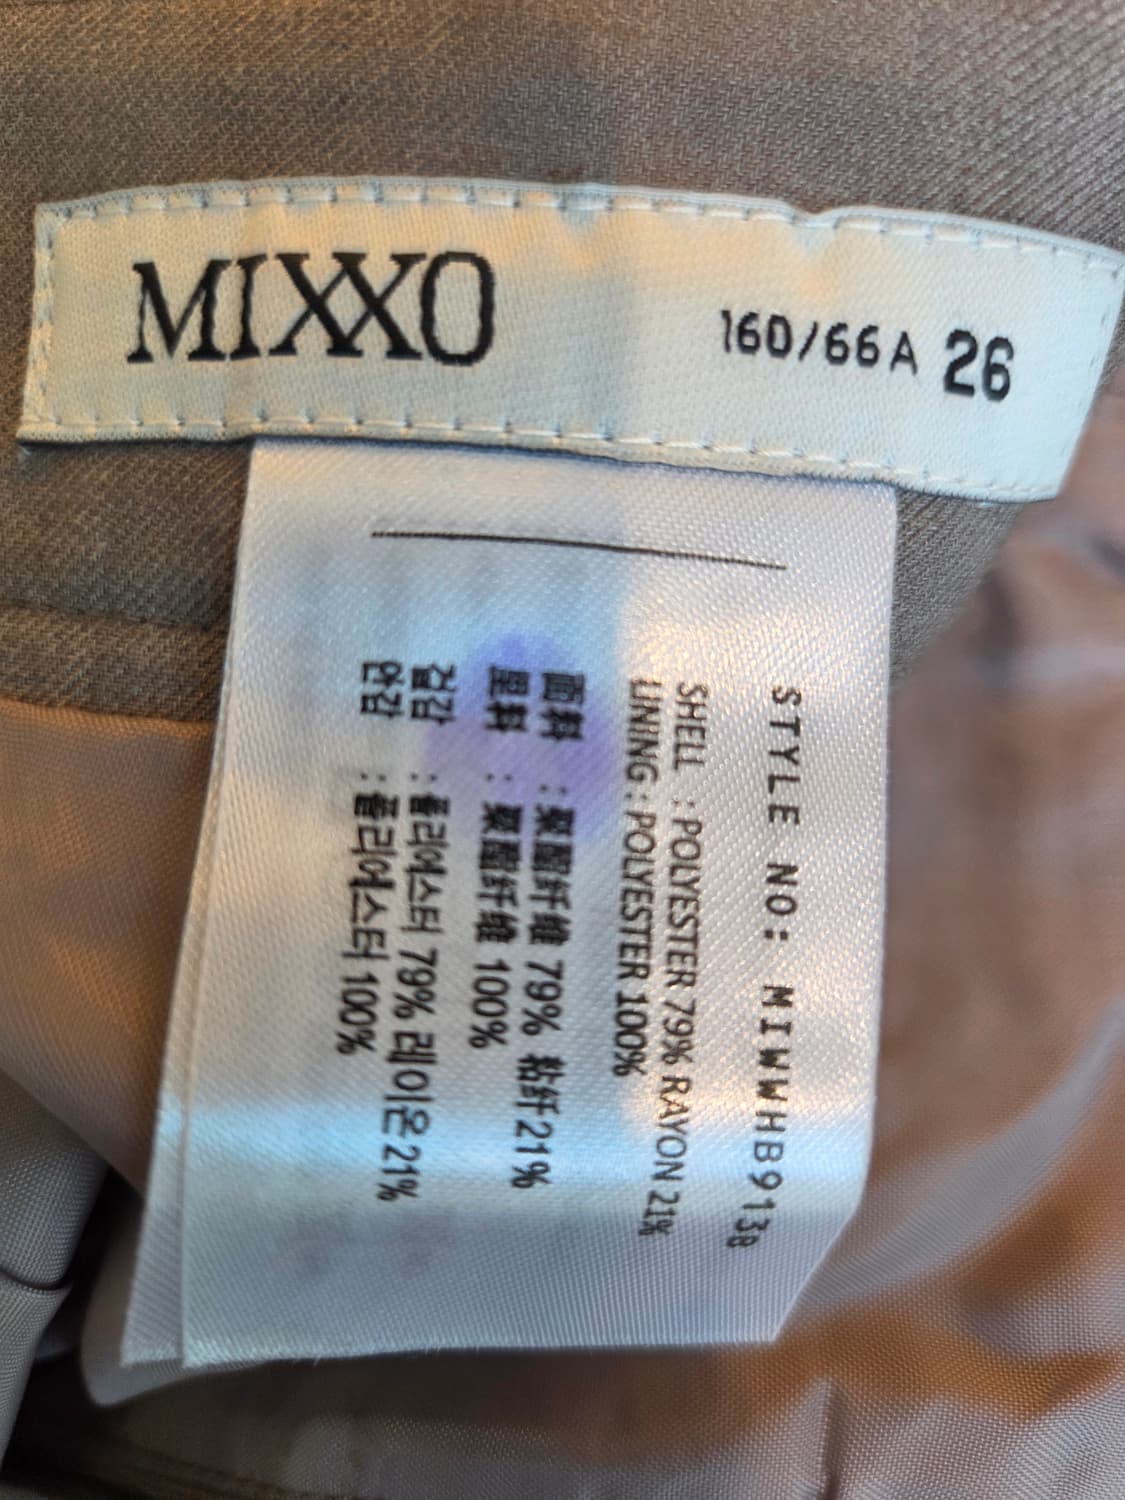 MIXXO
160/66A 26
STYLE NO: MIWWHB913B
SHELL : POLYESTER 79% RAYON 21%
LINING : POLYESTER 100%
面料 : 聚酯纤维 79% 粘纤21%
里料 : 聚酯纤维 100%
겉감 : 폴리에스터 79% 레이온 21%
안감 : 폴리에스터 100%